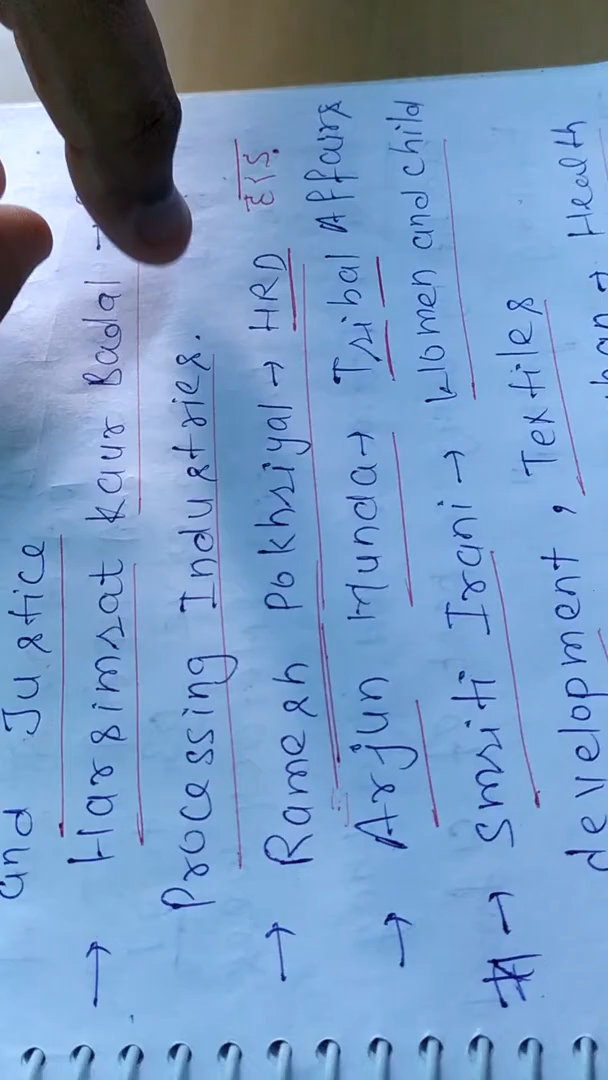 and Justice
→ Harsimrat Kaur Badal →
Processing Industries.
→ Ramesh Pokhriyal → HRD
→ Arjun Munda → Tribal Affairs
→ Smriti Irani → Women and child
development, Textiles
→ Health